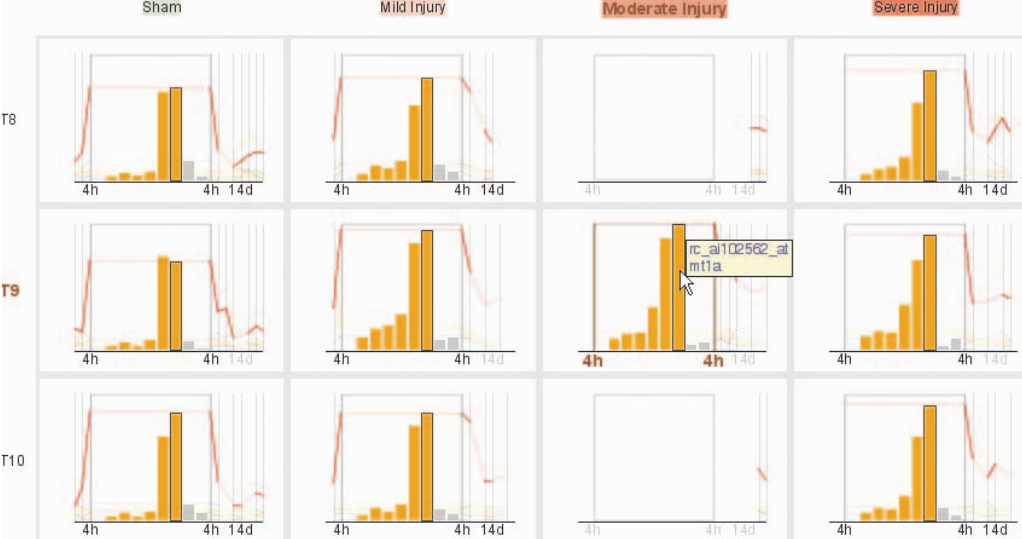 Sham Mild Injury Moderate Injury Severe Injury
T8
4h 4h 14d 4h 4h 14d 4h 4h 14d 4h 4h 14d
rc_ai102562_at
mt1a
T9
4h 4h 14d 4h 4h 14d 4h 4h 14d 4h 4h 14d
T10
4h 4h 14d 4h 4h 14d 4h 4h 14d 4h 4h 14d